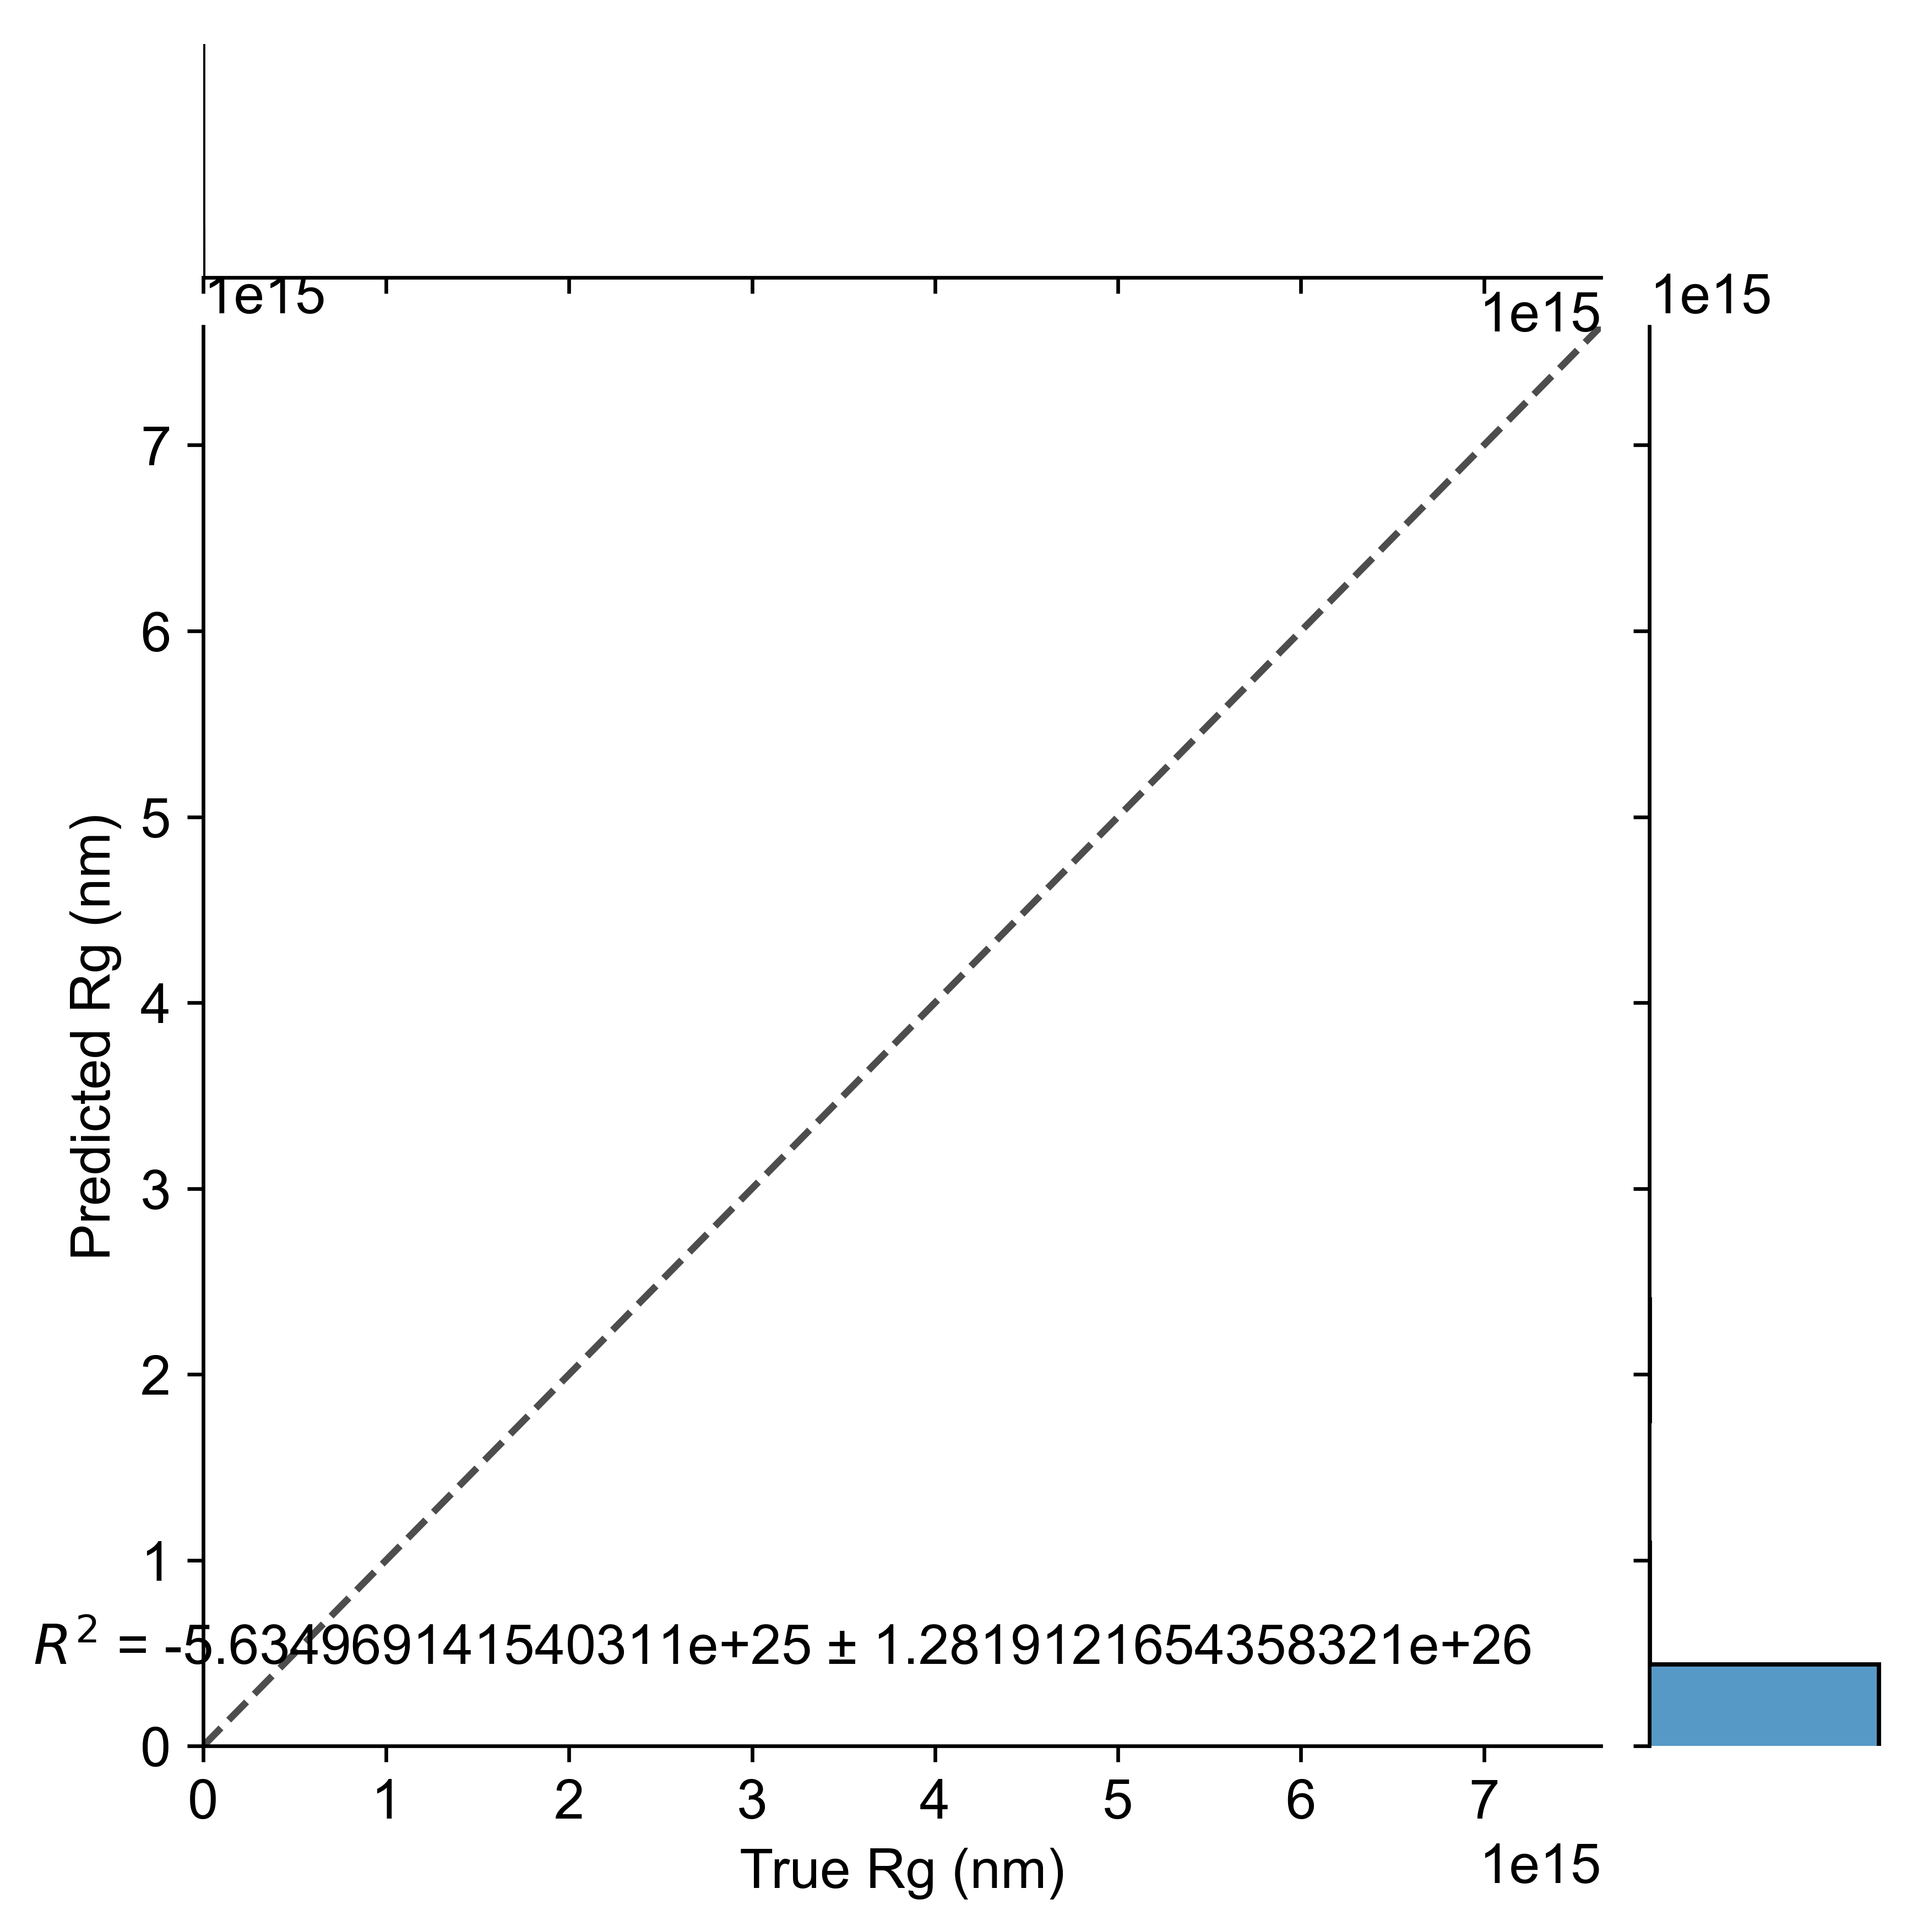 1e15
1e15
1e15
7
6
5
4
3
2
1
0
Predicted Rg (nm)
R² = -5.634969141540311e+25 ± 1.2819121654358321e+26
0 1 2 3 4 5 6 7
True Rg (nm)
1e15